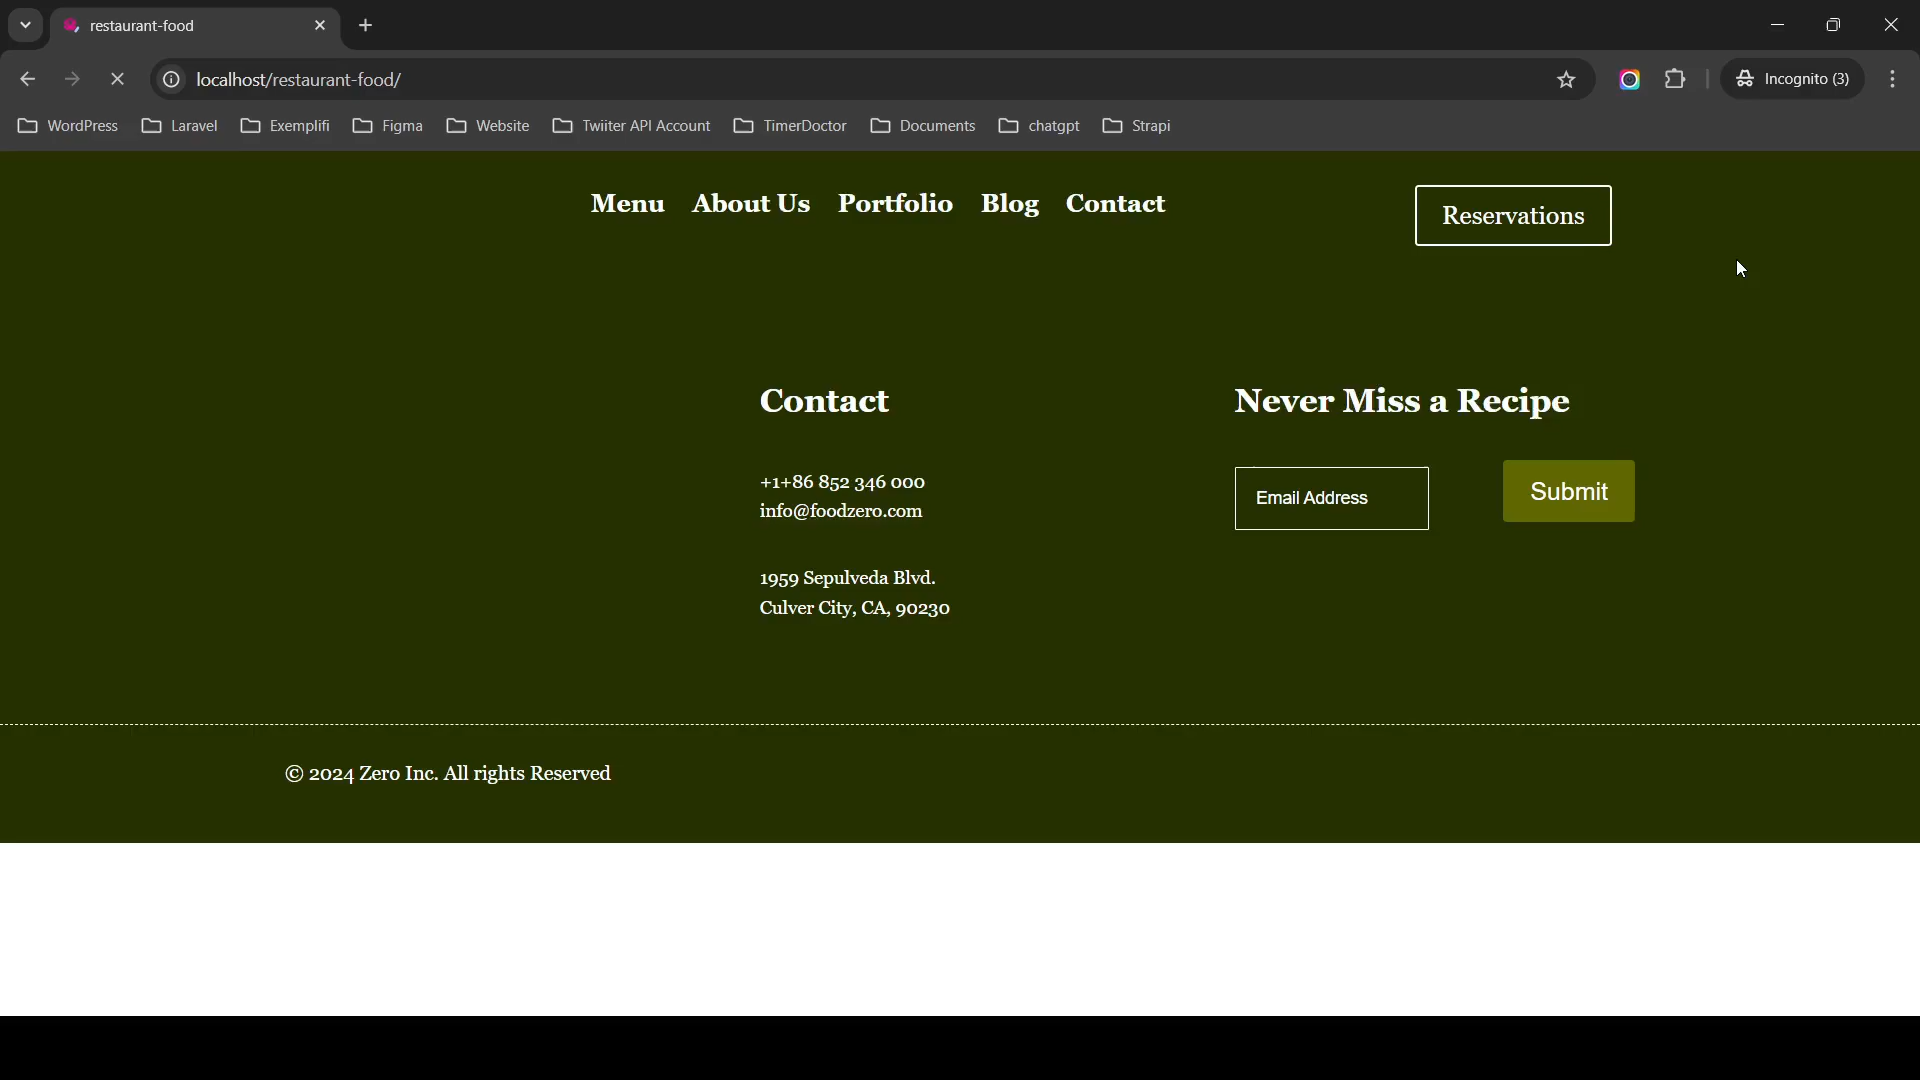 restaurant-food
localhost/restaurant-food/
Incognito (3)
WordPress Laravel Exemplifi Figma Website Twiiter API Account TimerDoctor Documents chatgpt Strapi
Menu About Us Portfolio Blog Contact
Reservations
Contact
Never Miss a Recipe
+1+86 852 346 000
info@foodzero.com
Email Address
Submit
1959 Sepulveda Blvd.
Culver City, CA, 90230
© 2024 Zero Inc. All rights Reserved